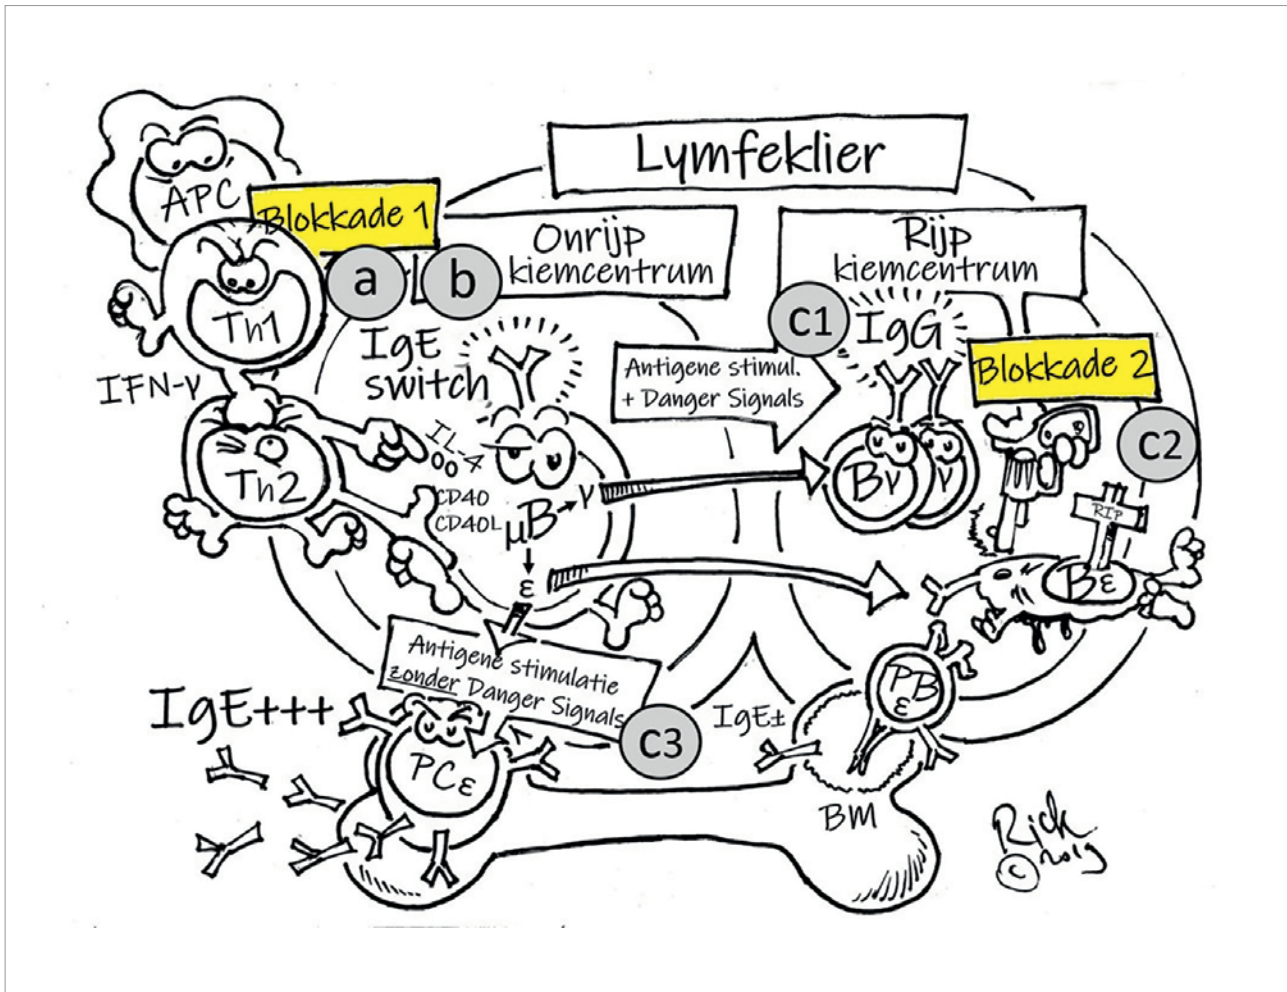 Lymfeklier
APC
Blokkade 1
Onrijp
kiemcentrum
Rijp
kiemcentrum
a
b
c1
Th1
IFN-γ
IgE
switch
IgG
Antigene stimul.
+ Danger Signals
Blokkade 2
c2
Th2
IL-4
CD40
CD40L
μB
γ
ε
Bγ
γ
RIP
Bε
Antigene stimulatie
zonder Danger Signals
c3
IgE+++
PCε
IgE±
PB
ε
BM
Rick
© 2019